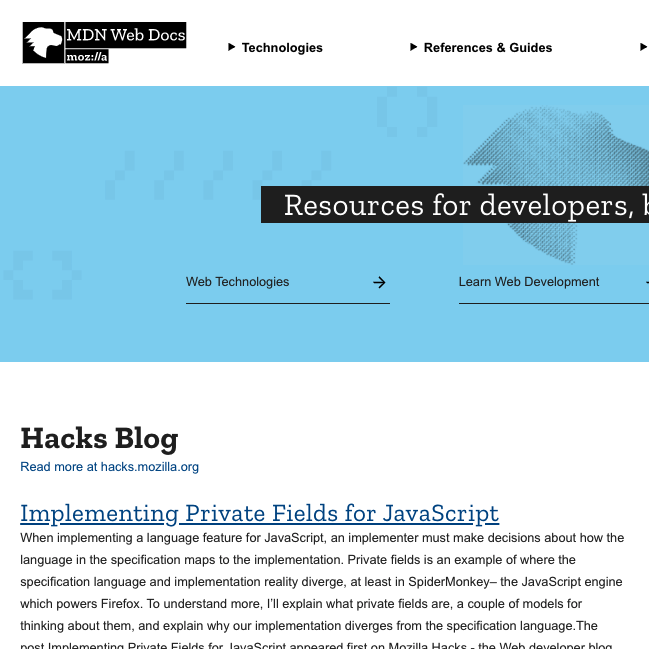 MDN Web Docs
moz://a
Technologies
References & Guides
Resources for developers,
Web Technologies
Learn Web Development
Hacks Blog
Read more at hacks.mozilla.org
Implementing Private Fields for JavaScript
When implementing a language feature for JavaScript, an implementer must make decisions about how the
language in the specification maps to the implementation. Private fields is an example of where the
specification language and implementation reality diverge, at least in SpiderMonkey– the JavaScript engine
which powers Firefox. To understand more, I’ll explain what private fields are, a couple of models for
thinking about them, and explain why our implementation diverges from the specification language.The
post Implementing Private Fields for JavaScript appeared first on Mozilla Hacks - the Web developer blog.